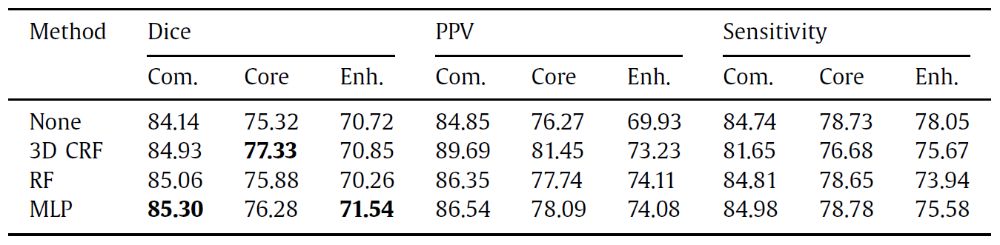 Method Dice PPV Sensitivity
Com. Core Enh. Com. Core Enh. Com. Core Enh.
None 84.14 75.32 70.72 84.85 76.27 69.93 84.74 78.73 78.05
3D CRF 84.93 77.33 70.85 89.69 81.45 73.23 81.65 76.68 75.67
RF 85.06 75.88 70.26 86.35 77.74 74.11 84.81 78.65 73.94
MLP 85.30 76.28 71.54 86.54 78.09 74.08 84.98 78.78 75.58